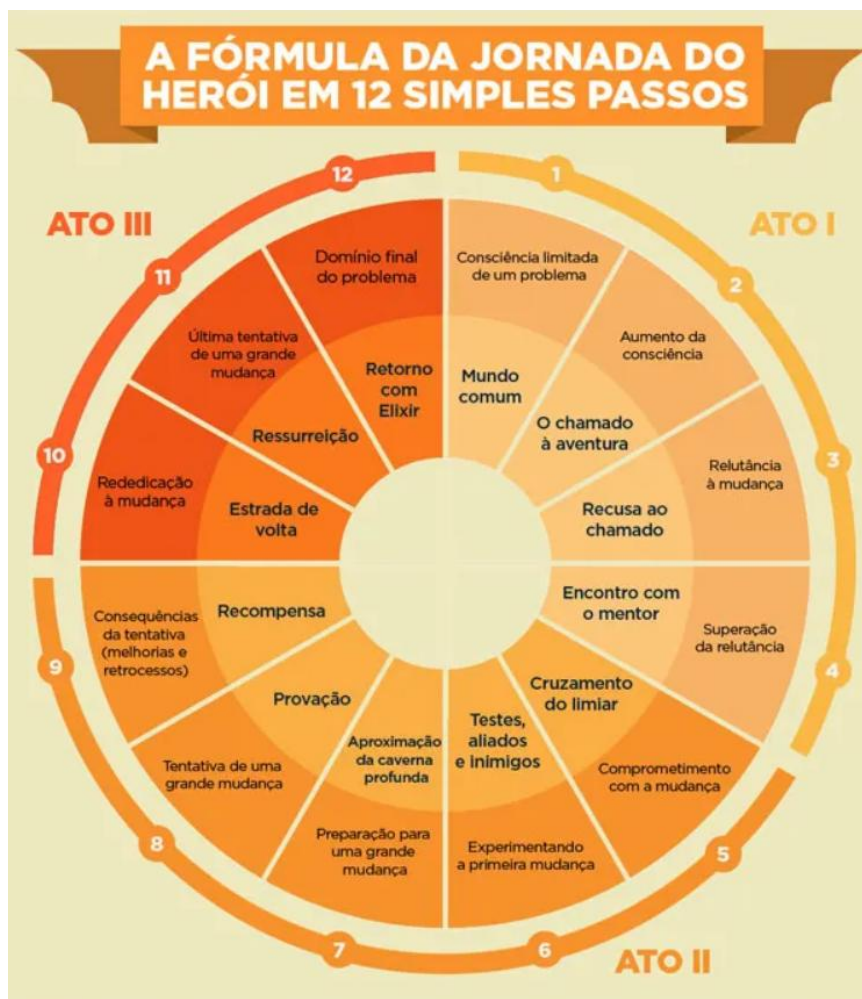 A FÓRMULA DA JORNADA DO
HERÓI EM 12 SIMPLES PASSOS
ATO I
1
Consciência limitada
de um problema
Mundo
comum
2
Aumento da
consciência
O chamado
à aventura
3
Relutância
à mudança
Recusa ao
chamado
4
Superação
da relutância
Encontro com
o mentor
ATO II
5
Comprometimento
com a mudança
Cruzamento
do limiar
6
Experimentando
a primeira mudança
Testes,
aliados
e inimigos
7
Preparação para
uma grande
mudança
Aproximação
da caverna
profunda
8
Tentativa de uma
grande mudança
Provação
9
Consequências
da tentativa
(melhorias e
retrocessos)
Recompensa
ATO III
10
Rededicação
à mudança
Estrada de
volta
11
Última tentativa
de uma grande
mudança
Ressurreição
12
Domínio final
do problema
Retorno
com
Elixir